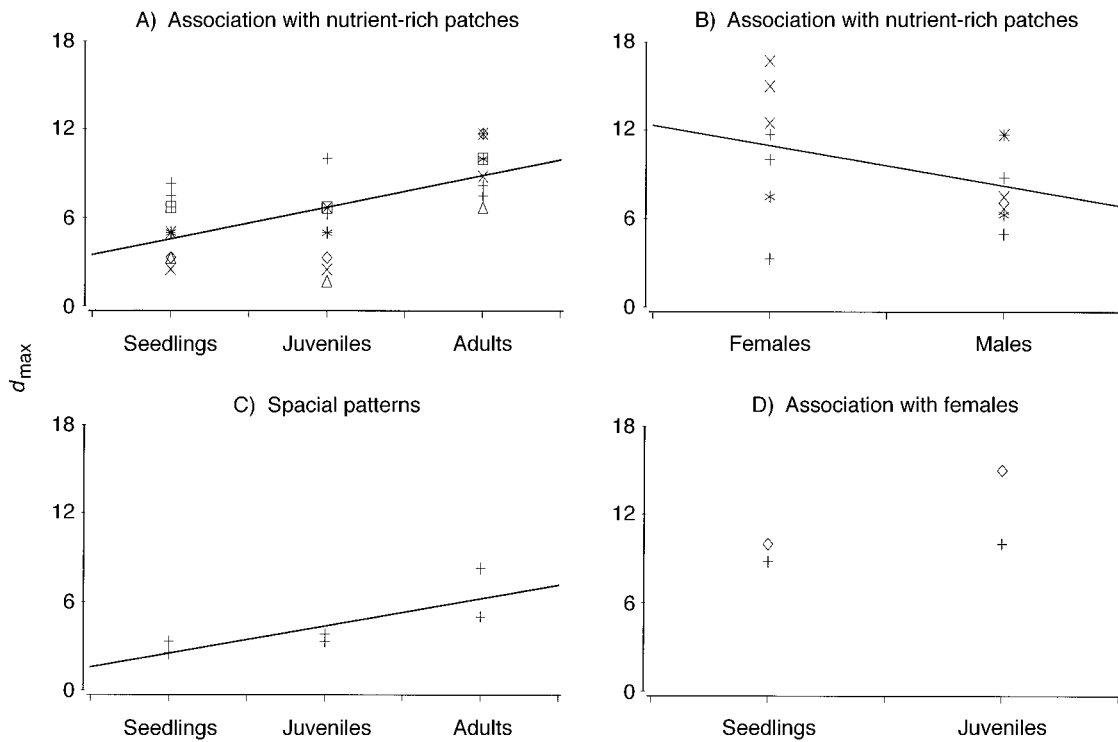 A) Association with nutrient-rich patches
18
12
6
0
Seedlings Juveniles Adults
B) Association with nutrient-rich patches
18
12
6
0
Females Males
d max
C) Spacial patterns
18
12
6
0
Seedlings Juveniles Adults
D) Association with females
18
12
6
0
Seedlings Juveniles